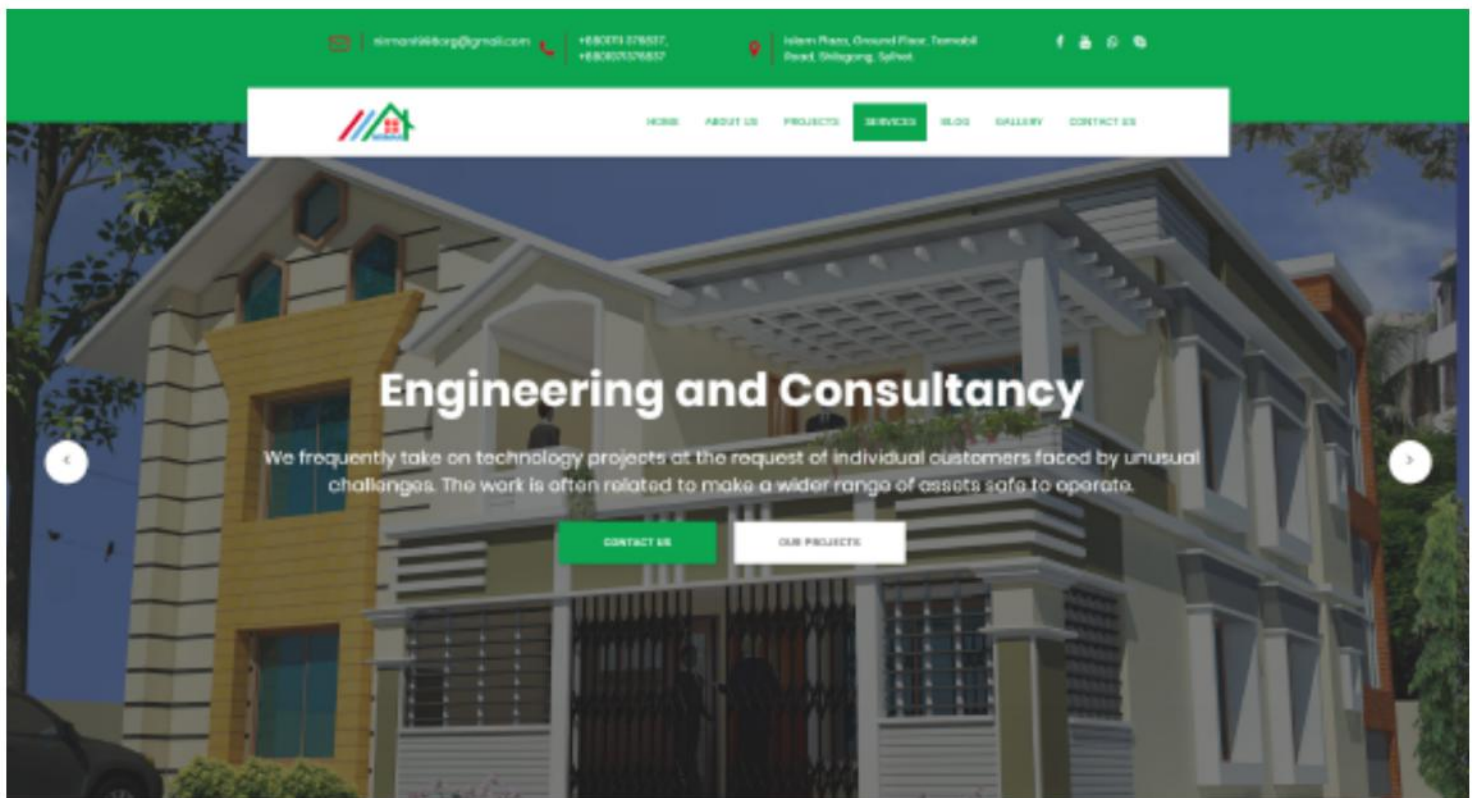 HOME ABOUT US PROJECTS SERVICES BLOG GALLERY CONTACT US
Engineering and Consultancy
We frequently take on technology projects at the request of individual customers faced by unusual
challenges. The work is often related to make a wider range of assets safe to operate.
CONTACT US OUR PROJECTS